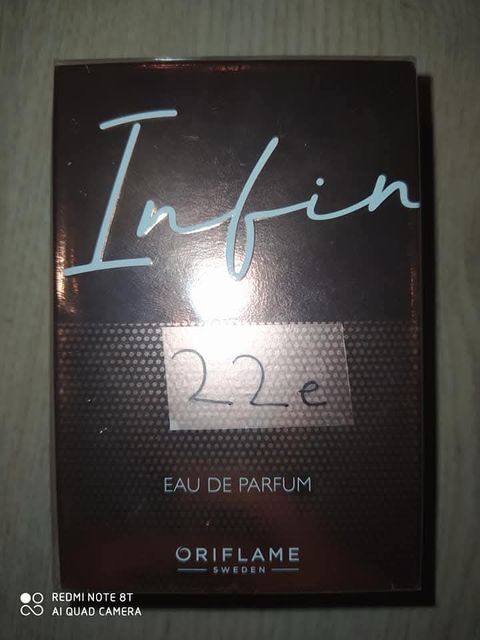 Infin
22e
EAU DE PARFUM
ORIFLAME
SWEDEN
REDMI NOTE 8T
AI QUAD CAMERA